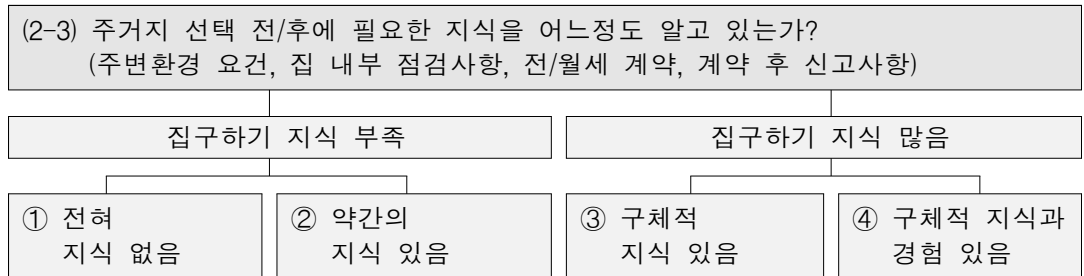 (2-3) 주거지 선택 전/후에 필요한 지식을 어느정도 알고 있는가?
(주변환경 요건, 집 내부 점검사항, 전/월세 계약, 계약 후 신고사항)
집구하기 지식 부족
집구하기 지식 많음
① 전혀
지식 없음
② 약간의
지식 있음
③ 구체적
지식 있음
④ 구체적 지식과
경험 있음